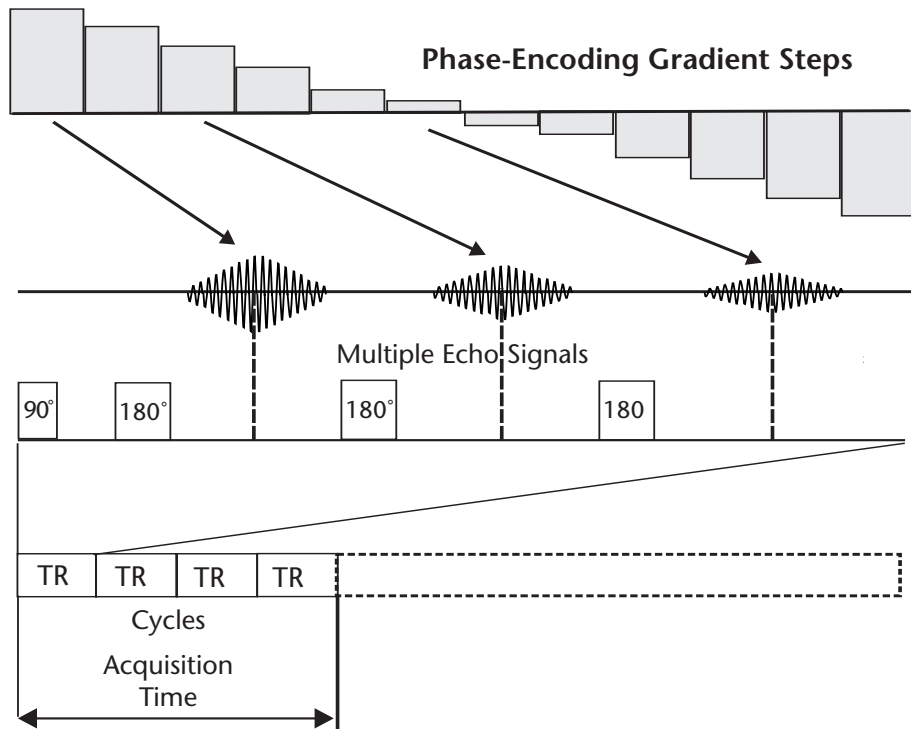 Phase-Encoding Gradient Steps
Multiple Echo Signals
90° 180° 180° 180
TR TR TR TR
Cycles
Acquisition
Time